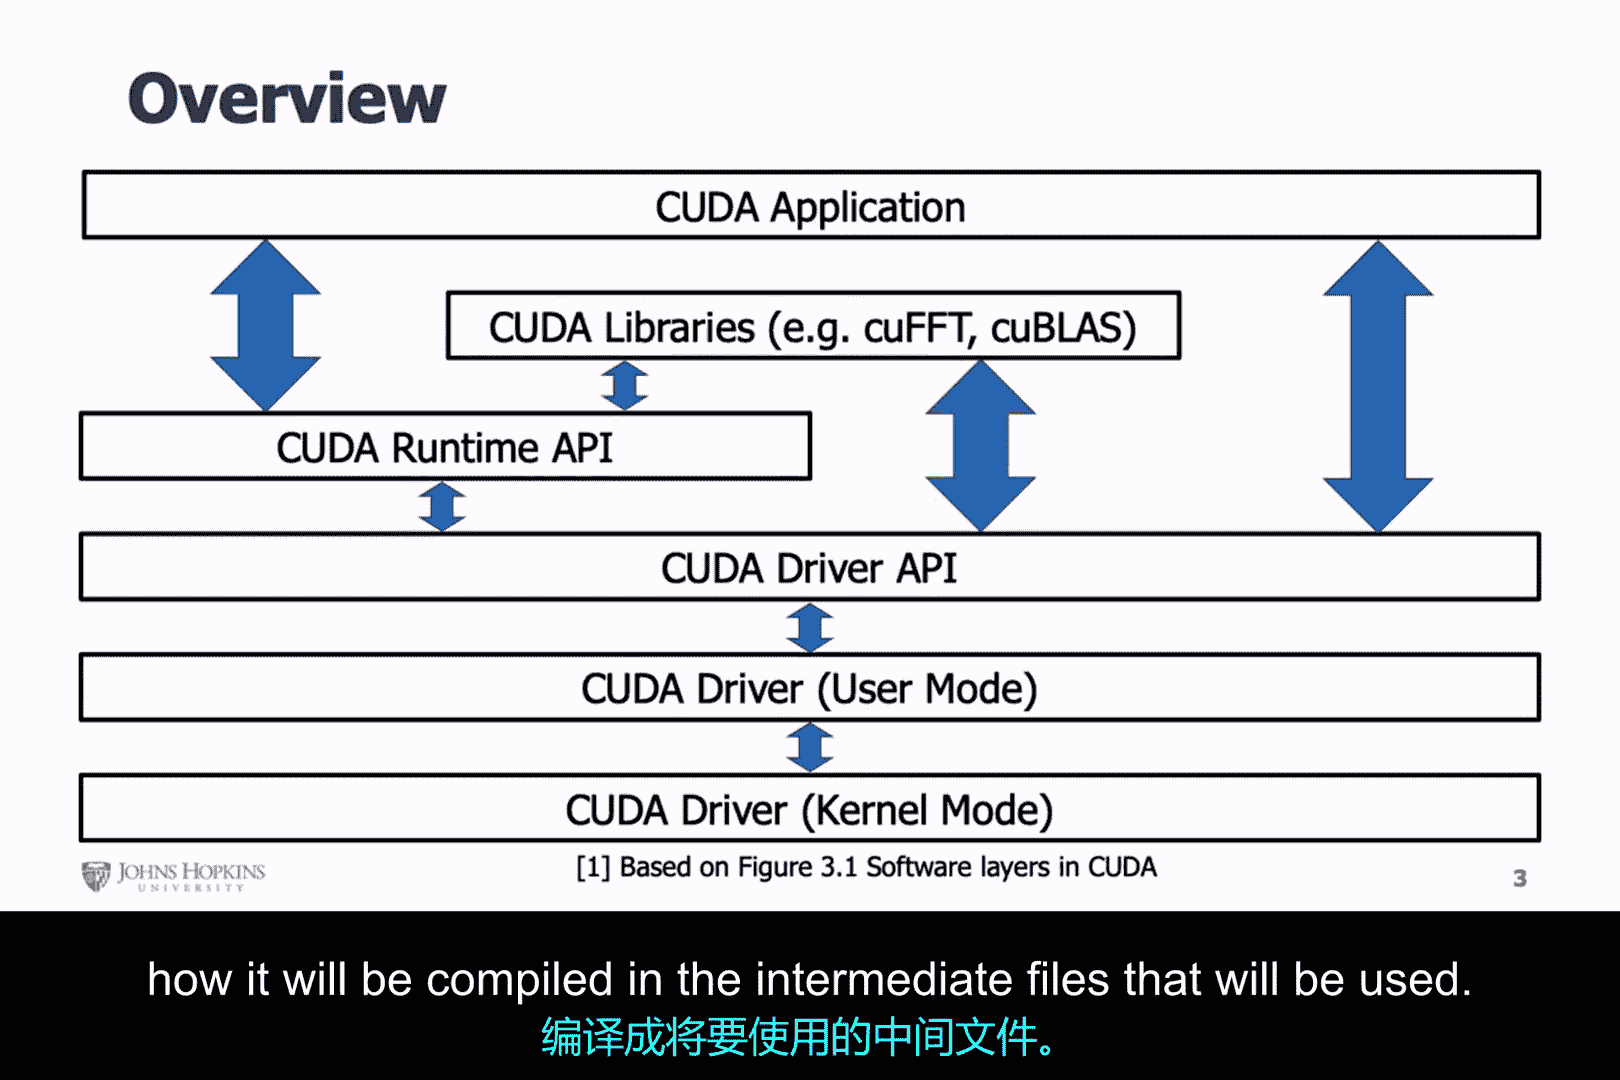 Overview
CUDA Application
CUDA Libraries (e.g. cuFFT, cuBLAS)
CUDA Runtime API
CUDA Driver API
CUDA Driver (User Mode)
CUDA Driver (Kernel Mode)
JOHNS HOPKINS
UNIVERSITY
[1] Based on Figure 3.1 Software layers in CUDA
3
how it will be compiled in the intermediate files that will be used.
编译成将要使用的中间文件。